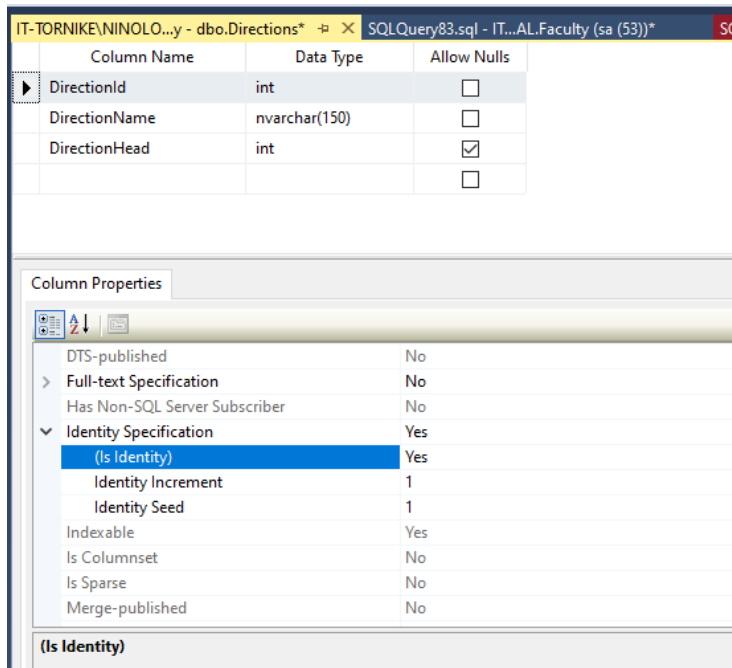 IT-TORNIKE\NINOLO...y - dbo.Directions* SQLQuery83.sql - IT...AL.Faculty (sa (53))* SQ
Column Name Data Type Allow Nulls
DirectionId int
DirectionName nvarchar(150)
DirectionHead int
Column Properties
DTS-published No
Full-text Specification No
Has Non-SQL Server Subscriber No
Identity Specification Yes
(Is Identity) Yes
Identity Increment 1
Identity Seed 1
Indexable Yes
Is Columnset No
Is Sparse No
Merge-published No
(Is Identity)